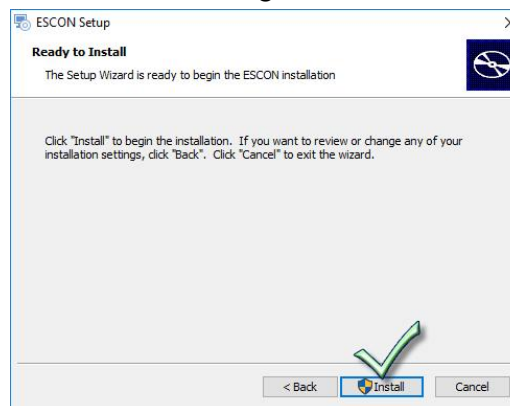 ESCON Setup
Ready to Install
The Setup Wizard is ready to begin the ESCON installation
Click "Install" to begin the installation. If you want to review or change any of your
installation settings, click "Back". Click "Cancel" to exit the wizard.
< Back
Install
Cancel